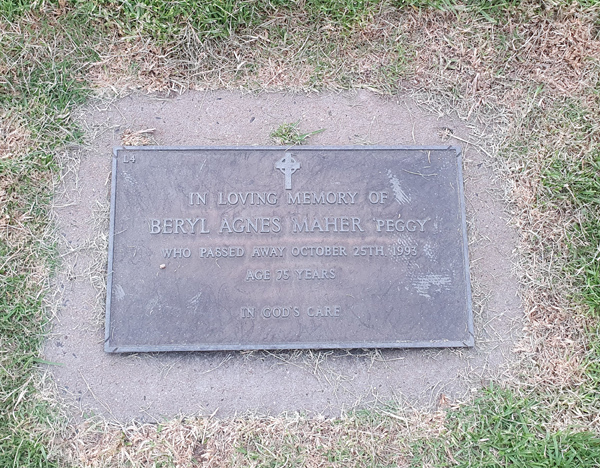 L4
IN LOVING MEMORY OF
BERYL AGNES MAHER PEGGY
WHO PASSED AWAY OCTOBER 25TH. 1993
AGE 75 YEARS
IN GOD'S CARE